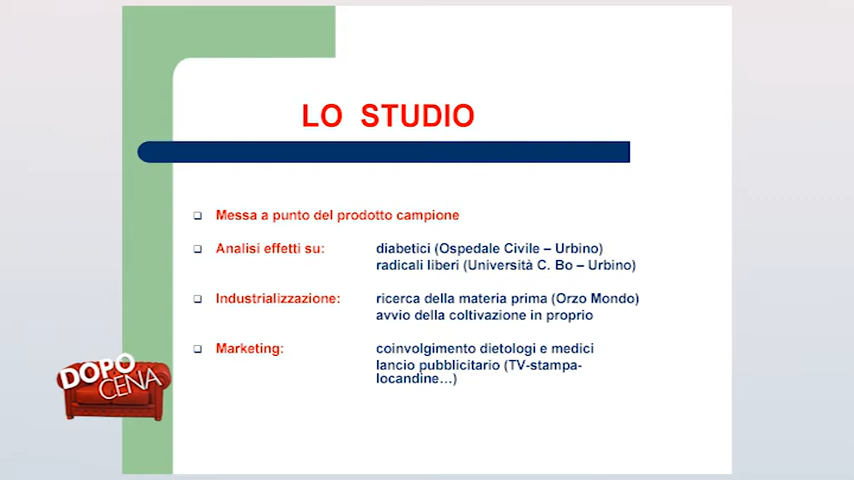 LO STUDIO
Messa a punto del prodotto campione
Analisi effetti su: diabetici (Ospedale Civile – Urbino)
radicali liberi (Università C. Bo – Urbino)
Industrializzazione: ricerca della materia prima (Orzo Mondo)
avvio della coltivazione in proprio
Marketing: coinvolgimento dietologi e medici
lancio pubblicitario (TV-stampa-
locandine...)
DOPO
CENA